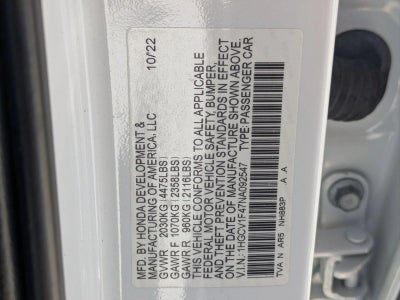 MFD. BY HONDA DEVELOPMENT & 10/22
MANUFACTURING OF AMERICA, LLC
GVWR 2030KG(4475LBS)
GAWR F 1070KG(2358LBS)
GAWR R 960KG(2116LBS)
THIS VEHICLE CONFORMS TO ALL APPLICABLE
FEDERAL MOTOR VEHICLE SAFETY, BUMPER,
AND THEFT PREVENTION STANDARDS IN EFFECT
ON THE DATE OF MANUFACTURE SHOWN ABOVE.
VIN:1HGCV1F47NA092547 TYPE:PASSENGER CAR
TVA N AR5 NH883P A A